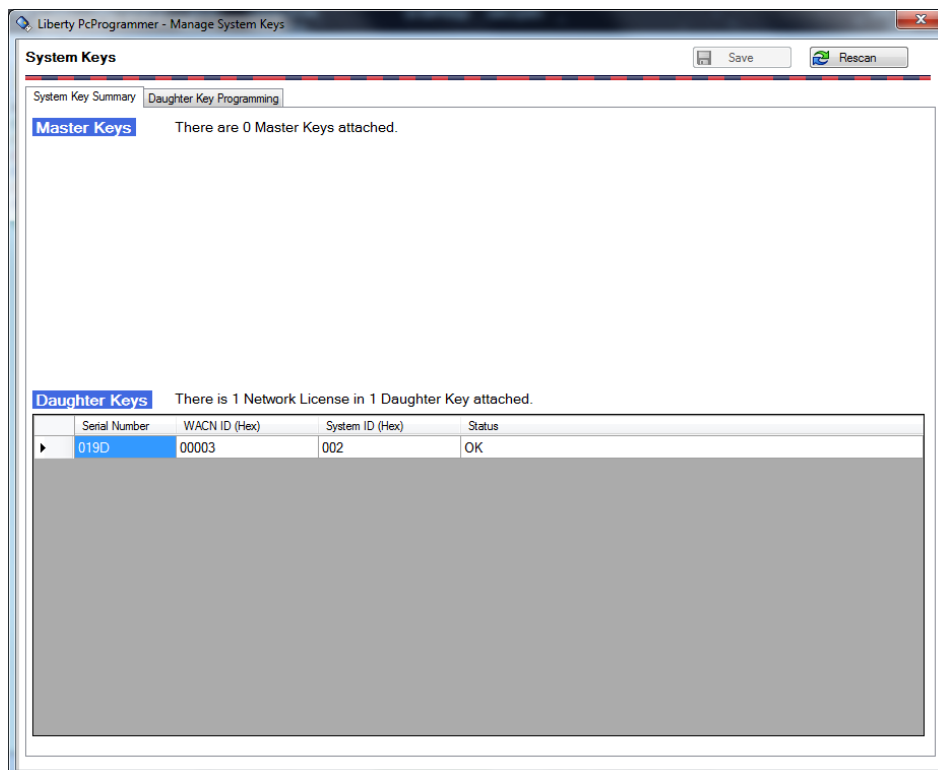 Liberty PcProgrammer - Manage System Keys
System Keys
Save
Rescan
System Key Summary
Daughter Key Programming
Master Keys There are 0 Master Keys attached.
Daughter Keys There is 1 Network License in 1 Daughter Key attached.
Serial Number WACN ID (Hex) System ID (Hex) Status
019D 00003 002 OK